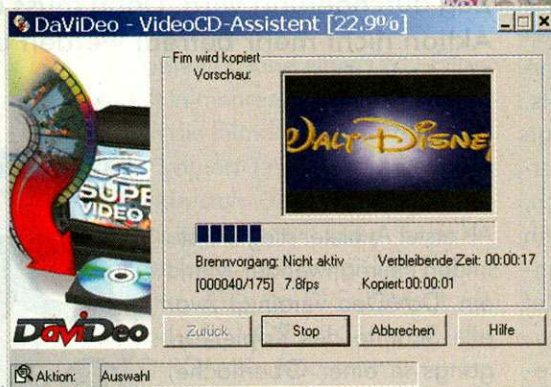 DaViDeo - VideoCD-Assistent [22.9%]
Fim wird kopiert
Vorschau:
WALT DISNEY
SUPE
VIDEO
Brennvorgang: Nicht aktiv Verbleibende Zeit: 00:00:17
[000040/175] 7.8fps Kopiert:00:00:01
DaViDeo
Zurück Stop Abbrechen Hilfe
Aktion: Auswahl